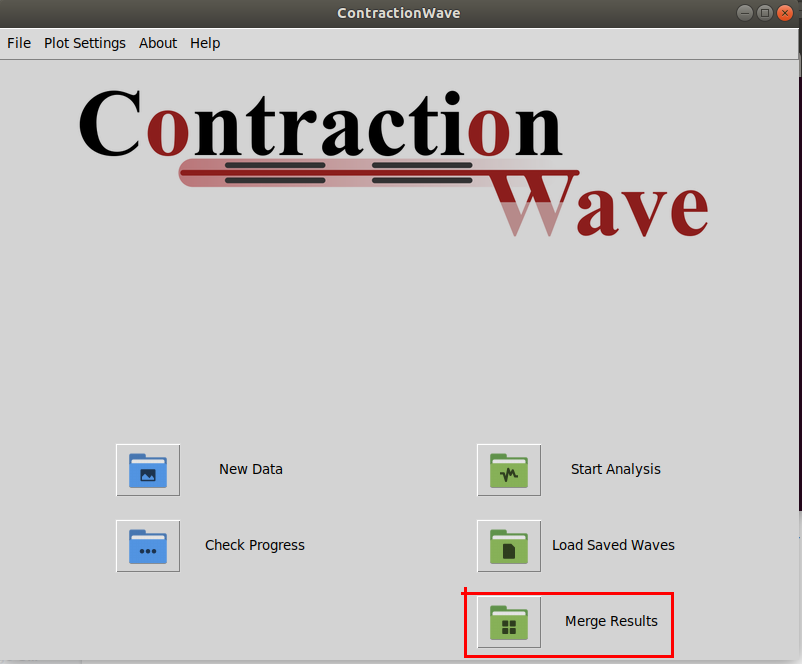 ContractionWave
File Plot Settings About Help
Contraction
Wave
New Data
Start Analysis
Check Progress
Load Saved Waves
Merge Results